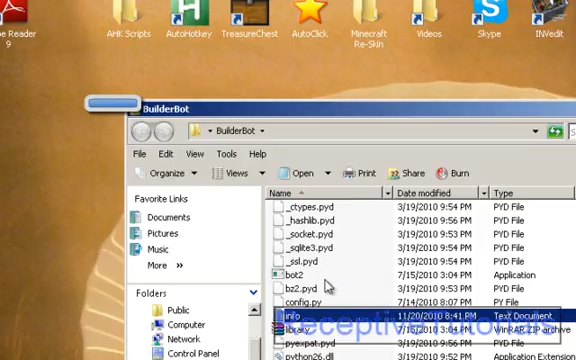 be Reader
9
AHK Scripts
AutoHotkey
TreasureChest
AutoClick
Minecraft
Re-Skin
Videos
Skype
INVedit
BuilderBot
BuilderBot
File Edit View Tools Help
Organize Views Open Print Share Burn
Favorite Links
Documents
Pictures
Music
More »
Folders
Public
Computer
Network
Control Panel
Name Date modified Type
_ctypes.pyd 3/19/2010 9:54 PM PYD File
_hashlib.pyd 3/19/2010 9:54 PM PYD File
_socket.pyd 3/19/2010 9:54 PM PYD File
_sqlite3.pyd 3/19/2010 9:54 PM PYD File
_ssl.pyd 3/19/2010 9:54 PM PYD File
bot2 7/15/2010 3:04 PM Application
bz2.pyd 3/19/2010 9:53 PM PYD File
config.py 7/14/2010 8:07 PM PY File
info 11/20/2010 8:41 PM Text Document
library 7/15/2010 3:04 PM WinRAR ZIP archive
pyexpat.pyd 3/19/2010 9:54 PM PYD File
python26.dll 3/19/2010 9:53 PM Application Extension